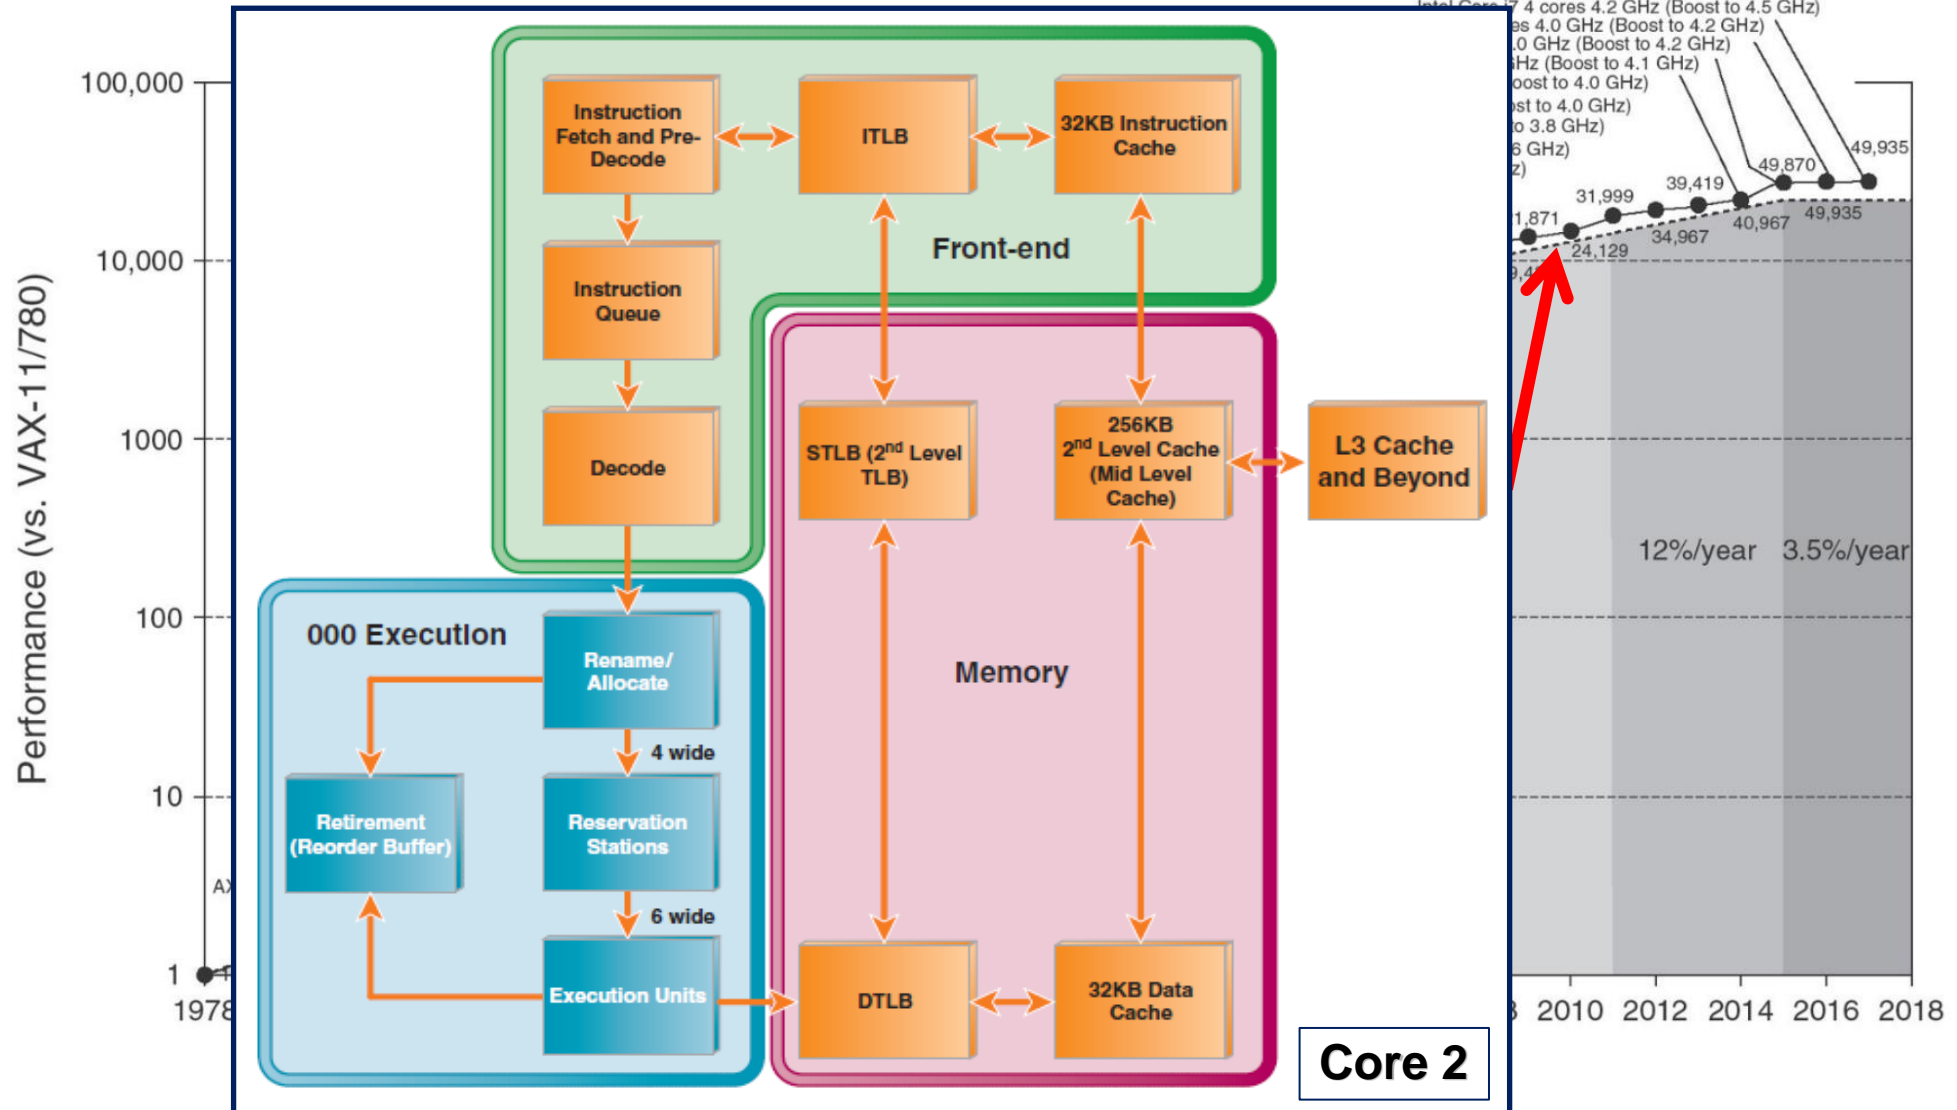 Performance (vs. VAX-11/780)
100,000
10,000
1000
100
10
1
1978
Instruction
Fetch and Pre-
Decode
ITLB
32KB Instruction
Cache
Instruction
Queue
Front-end
Decode
STLB (2nd Level
TLB)
256KB
2nd Level Cache
(Mid Level
Cache)
L3 Cache
and Beyond
000 Execution
Rename/
Allocate
4 wide
Memory
Retirement
(Reorder Buffer)
Reservation
Stations
6 wide
Execution Units
DTLB
32KB Data
Cache
Core 2
Intel Core i7 4 cores 4.2 GHz (Boost to 4.5 GHz)
4.0 GHz (Boost to 4.2 GHz)
.0 GHz (Boost to 4.2 GHz)
Hz (Boost to 4.1 GHz)
oost to 4.0 GHz)
st to 4.0 GHz)
to 3.8 GHz)
6 GHz)
z)
49,935
49,870
39,419
31,999
1,871
49,935
40,967
34,967
24,129
9,4
12%/year
3.5%/year
2010
2012
2014
2016
2018